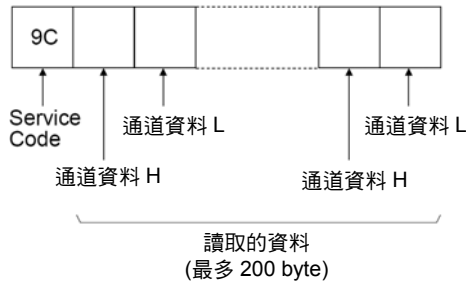 9C
Service
Code
通道資料 H
通道資料 L
通道資料 H
通道資料 L
讀取的資料
(最多 200 byte)